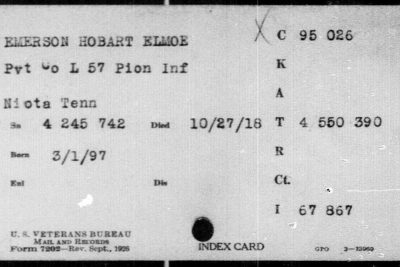 EMERSON HOBART ELMOE
C 95 026
Pvt Co L 57 Pion Inf
K
A
Niota Tenn
Sn 4 245 742 Died 10/27/18
T 4 550 390
R
Born 3/1/97
Enl Dis
Ct.
I 67 867
U. S. VETERANS BUREAU
MAIL AND RECORDS
Form 7202—Rev. Sept., 1926
INDEX CARD
GPO